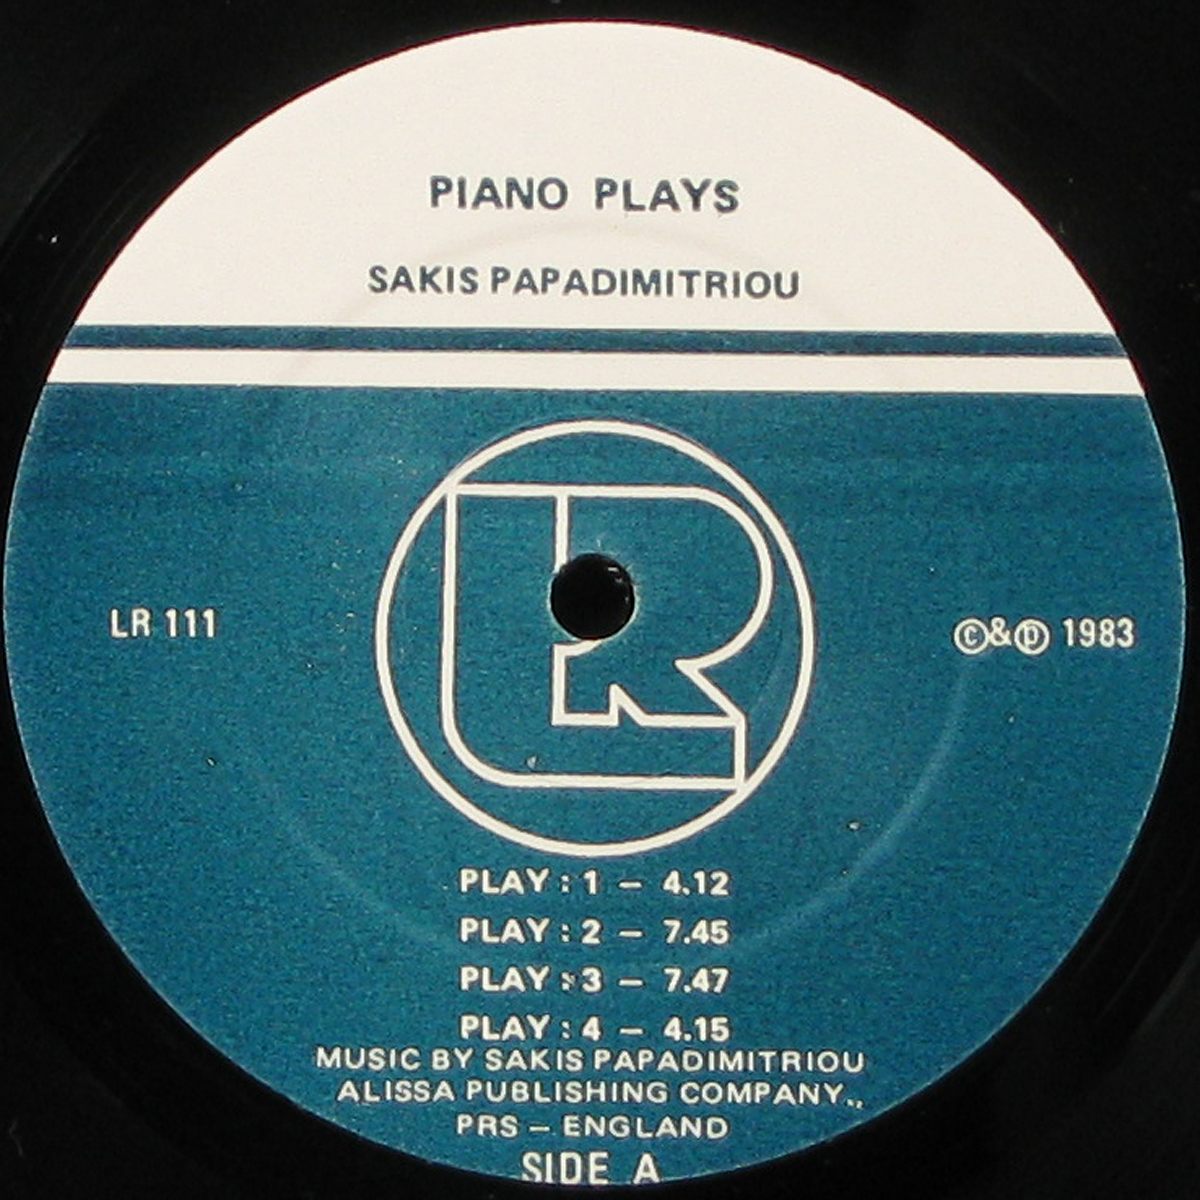 PIANO PLAYS
SAKIS PAPADIMITRIOU
LR
LR 111
©&℗ 1983
PLAY : 1 – 4.12
PLAY : 2 – 7.45
PLAY : 3 – 7.47
PLAY : 4 – 4.15
MUSIC BY SAKIS PAPADIMITRIOU
ALISSA PUBLISHING COMPANY.,
PRS – ENGLAND
SIDE A